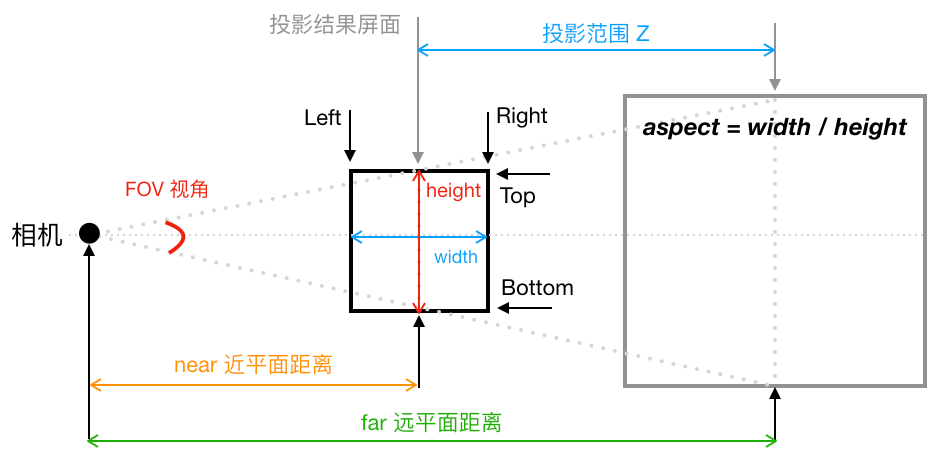 投影结果屏面
投影范围 Z
Left
Right
aspect = width / height
FOV 视角
height
Top
相机
width
Bottom
near 近平面距离
far 远平面距离